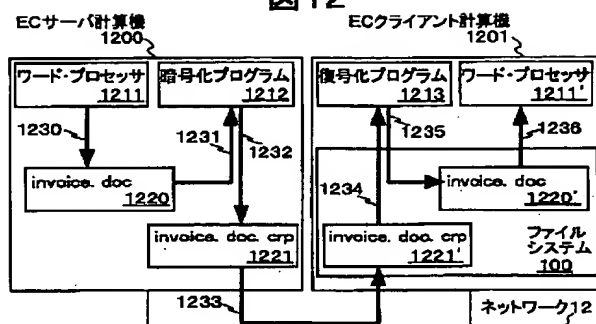 図12
ECサーバ計算機
1200
ECクライアント計算機
1201
ワード・プロセッサ
1211
暗号化プログラム
1212
復号化プログラム
1213
ワード・プロセッサ
1211'
1230
1231
1232
1235
1236
invoice. doc
1220
1234
invoice. doc
1220'
invoice. doc. crp
1221
invoice. doc. crp
1221'
ファイル
システム
100
1233
ネットワーク12